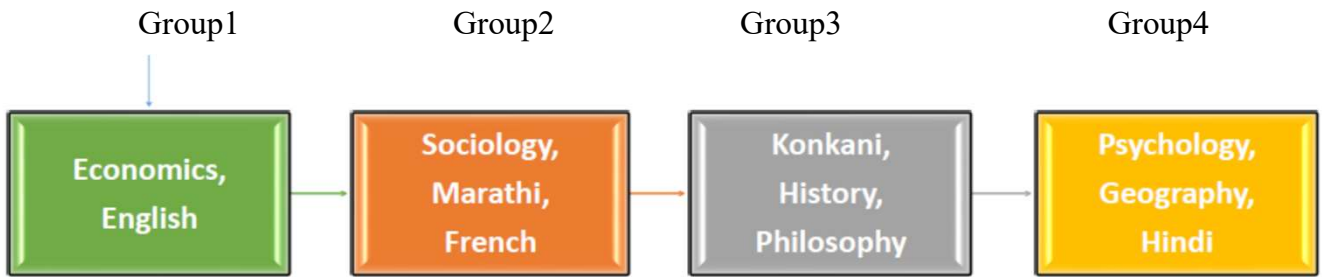 Group1
Group2
Group3
Group4
Economics,
English
Sociology,
Marathi,
French
Konkani,
History,
Philosophy
Psychology,
Geography,
Hindi